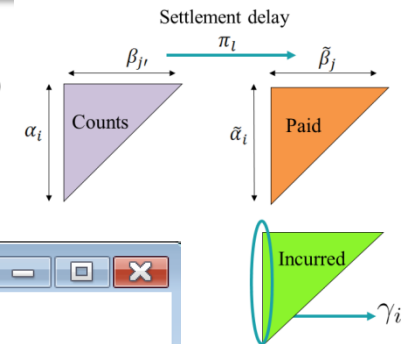 Settlement delay
β_{j'} π_l β̃_j
α_i Counts α̃_i Paid
Incurred
γ_i